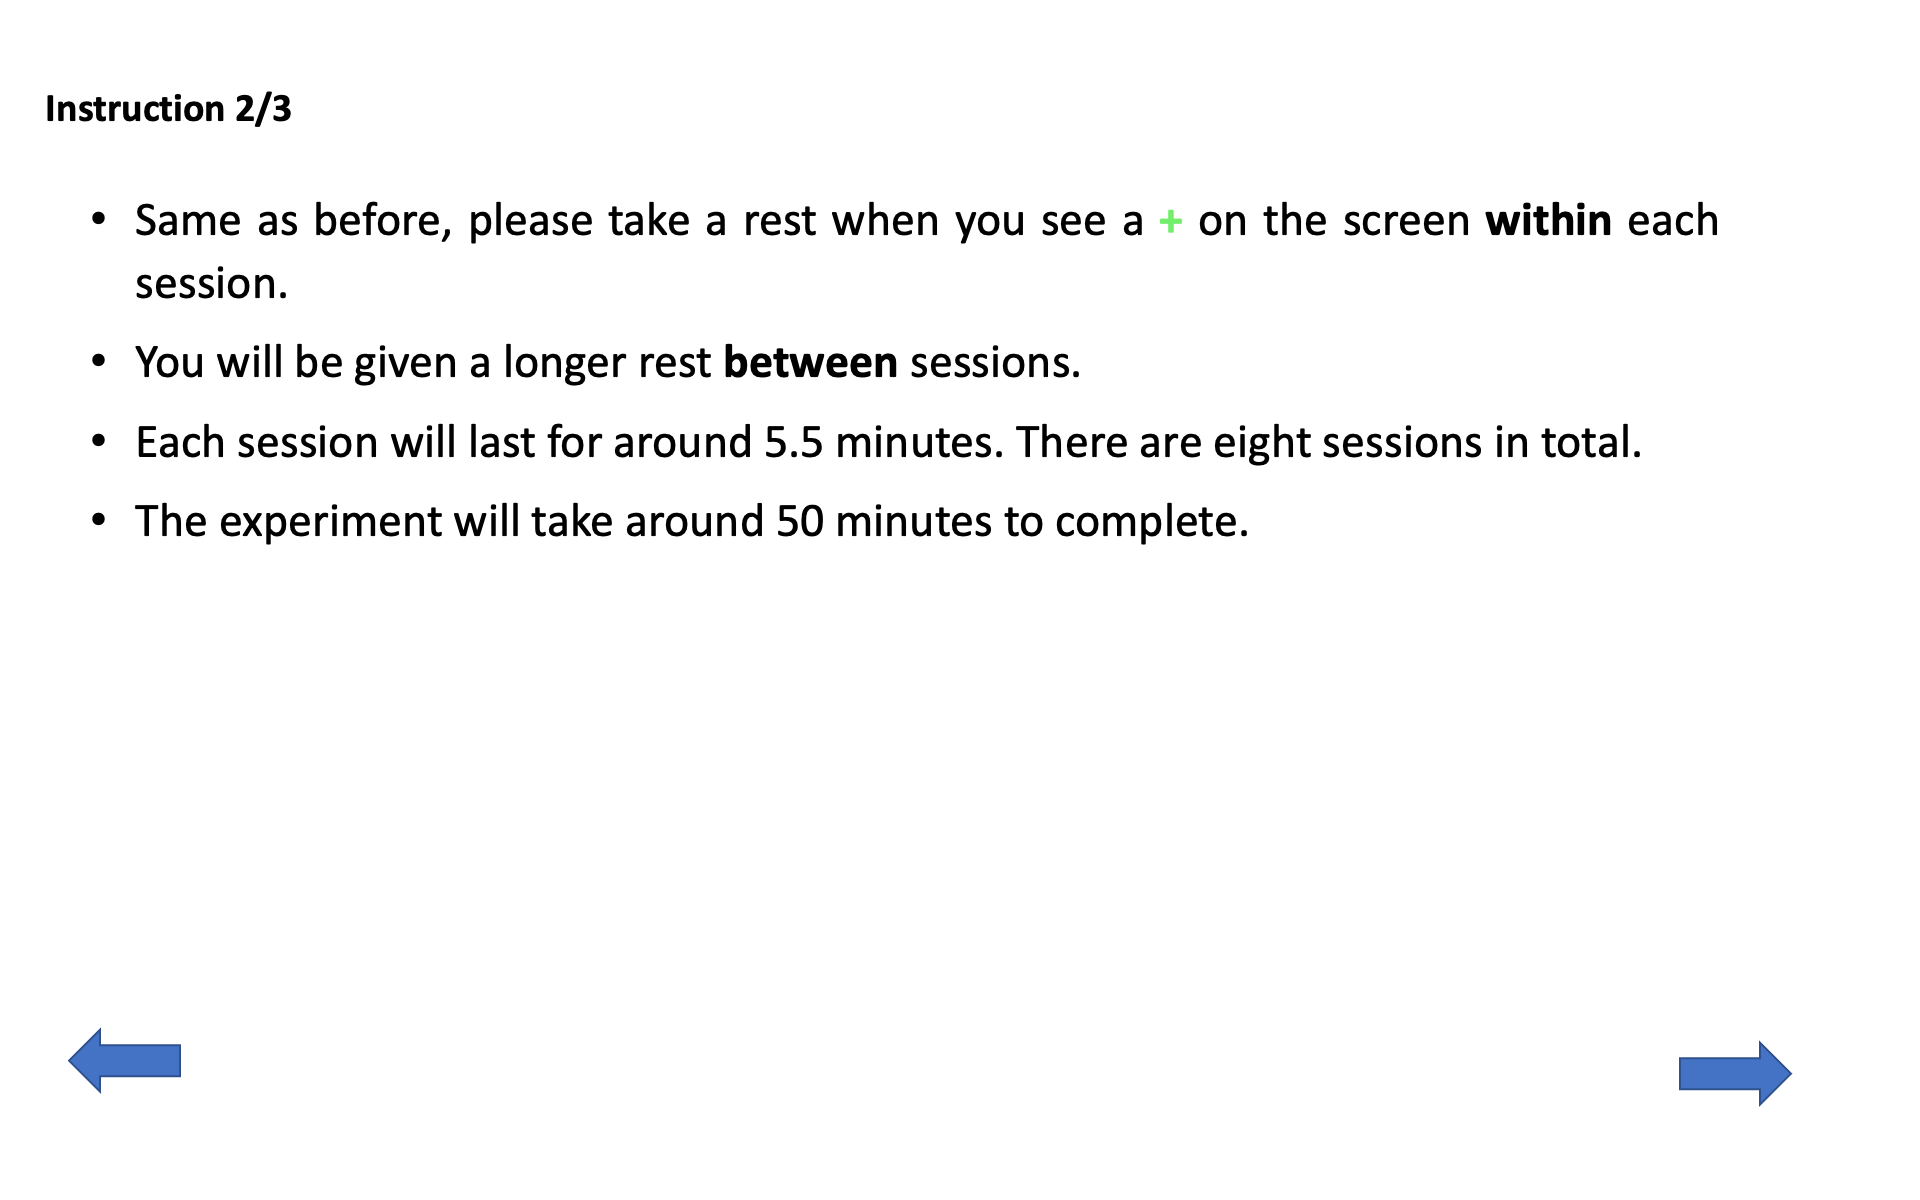 Instruction 2/3
• Same as before, please take a rest when you see a + on the screen within each
session.
• You will be given a longer rest between sessions.
• Each session will last for around 5.5 minutes. There are eight sessions in total.
• The experiment will take around 50 minutes to complete.